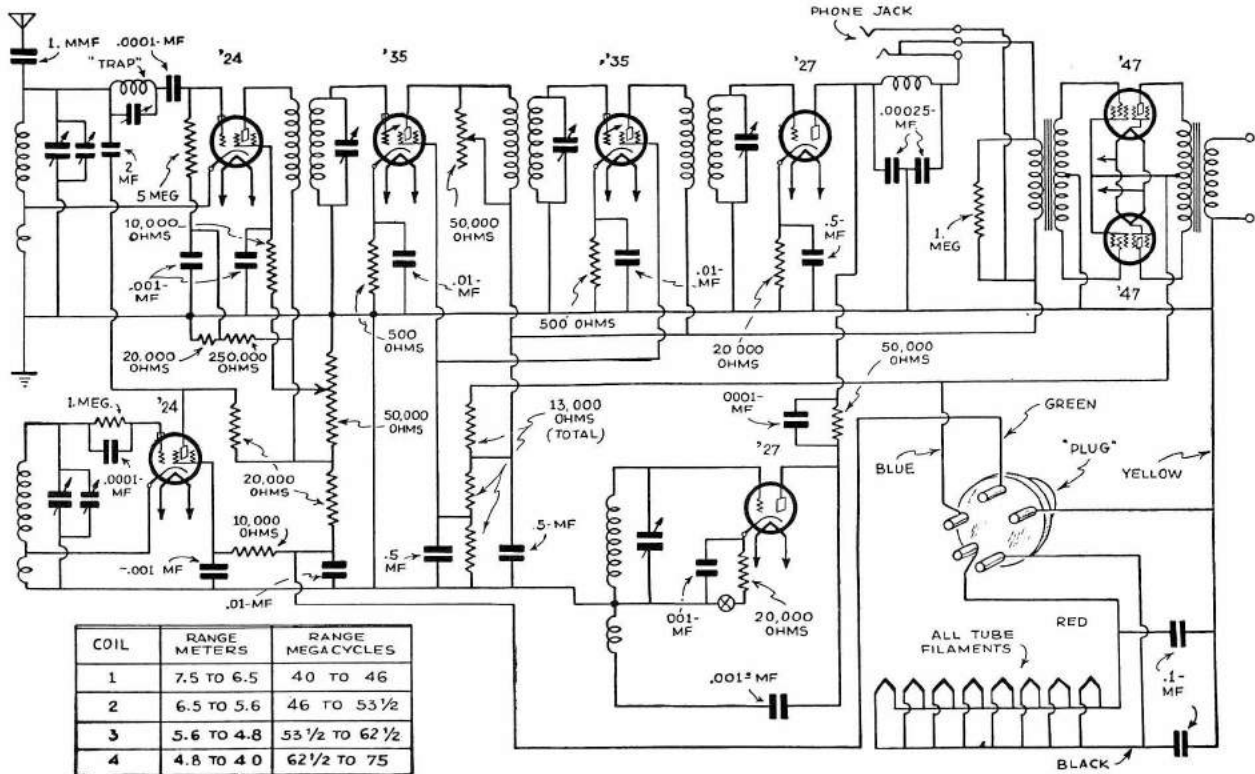 PHONE JACK
1. MMF
.0001-MF
"TRAP"
'24
'35
'35
'27
'47
.00025-
MF
2
MF
5 MEG
10,000
OHMS
.001-
MF
50,000
OHMS
.01-
MF
.01-
MF
.5-
MF
1.
MEG
'47
500
OHMS
500 OHMS
20,000
OHMS
20,000
OHMS
250,000
OHMS
50,000
OHMS
1. MEG.
'24
50,000
OHMS
13,000
OHMS
(TOTAL)
0001-
MF
'27
GREEN
BLUE
"PLUG"
YELLOW
.0001-
MF
20,000
OHMS
10,000
OHMS
-.001 MF
.01-MF
.5
MF
.5-MF
001-
MF
20,000
OHMS
RED
ALL TUBE
FILAMENTS
.1-
MF
.001-MF
BLACK
COIL RANGE METERS RANGE MEGACYCLES
1 7.5 TO 6.5 40 TO 46
2 6.5 TO 5.6 46 TO 53½
3 5.6 TO 4.8 53½ TO 62½
4 4.8 TO 4.0 62½ TO 75